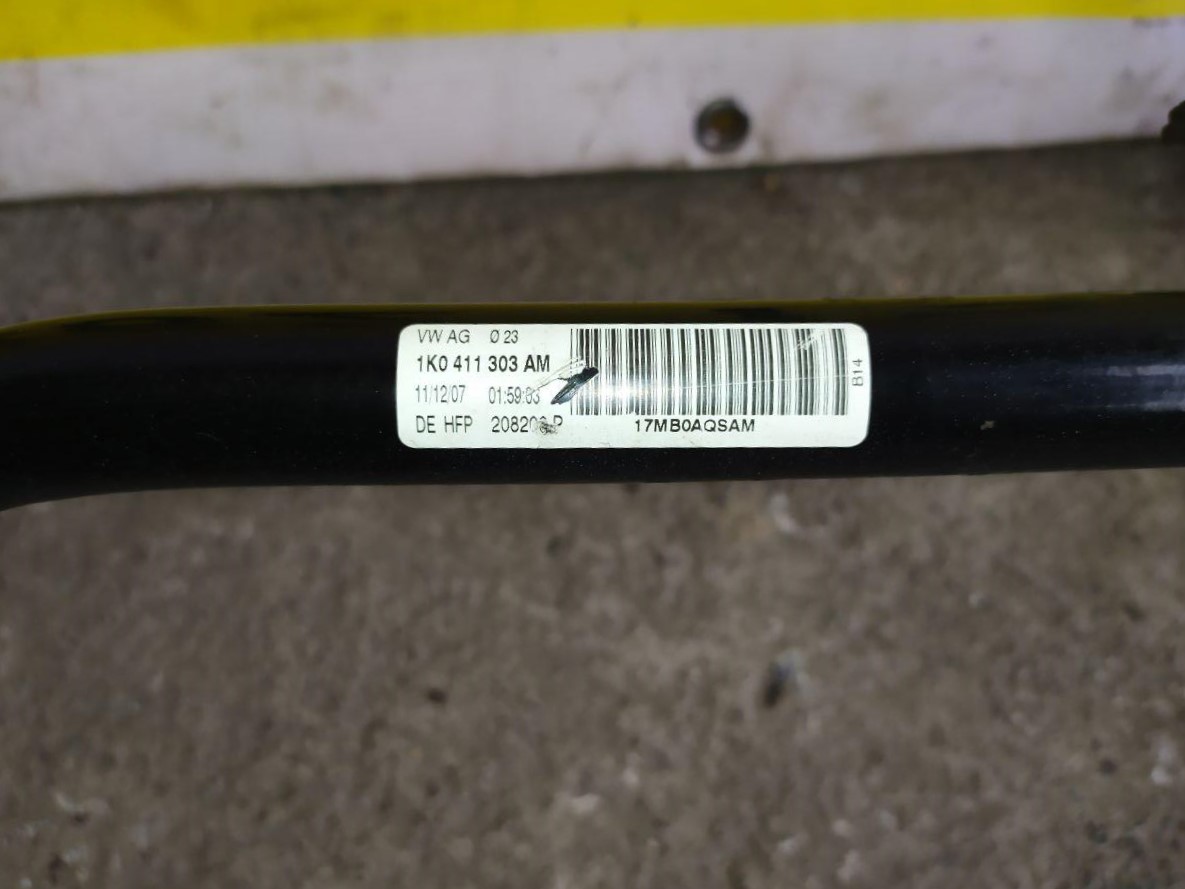 VW AG Ø 23
1K0 411 303 AM
11/12/07 01:59:03
DE HFP
17MB0AQSAM
B14